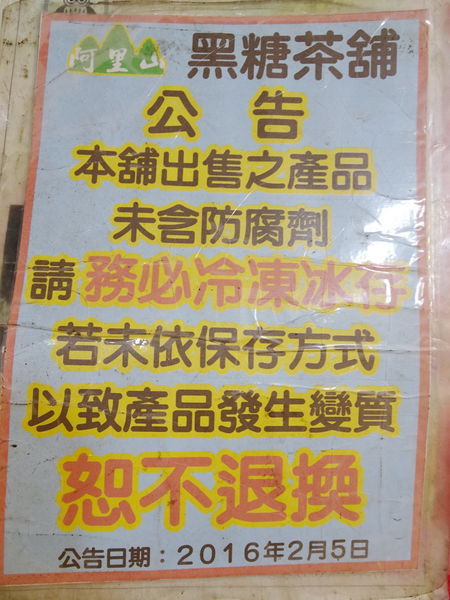 阿里山 黑糖茶舖
公告
本舖出售之產品
未含防腐劑
請務必冷凍冰存
若未依保存方式
以致產品發生變質
恕不退換
公告日期：2016年2月5日